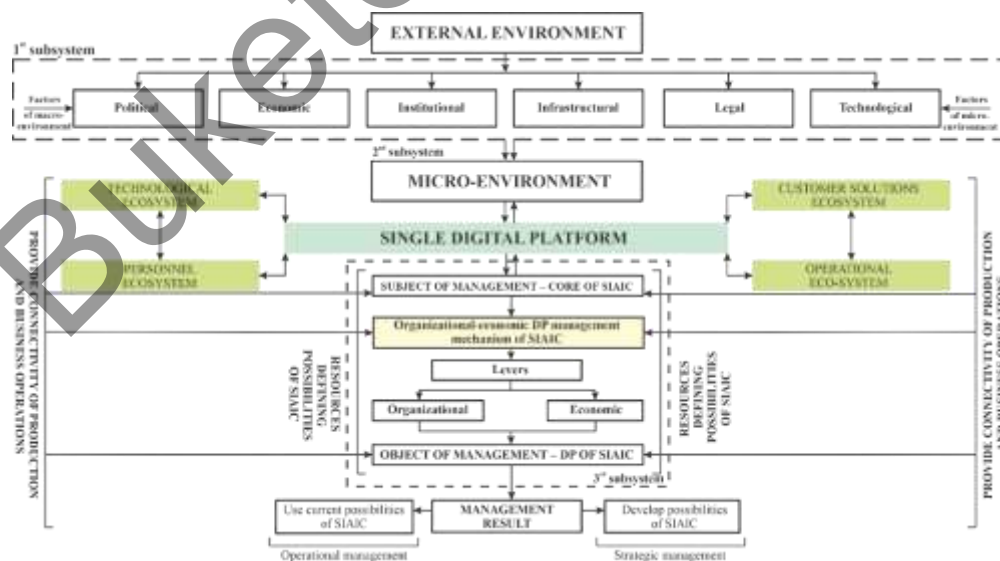 EXTERNAL ENVIRONMENT
1st subsystem
Factors
of macro-
environment
Political
Economic
Institutional
Infrastructural
Legal
Technological
Factors
of micro-
environment
2st subsystem
MICRO-ENVIRONMENT
TECHNOLOGICAL
ECOSYSTEM
CUSTOMER SOLUTIONS
ECOSYSTEM
SINGLE DIGITAL PLATFORM
PERSONNEL
ECOSYSTEM
OPERATIONAL
ECO-SYSTEM
SUBJECT OF MANAGEMENT – CORE OF SIAIC
Organizational-economic DP management
mechanism of SIAIC
Levers
Organizational
Economic
OBJECT OF MANAGEMENT – DP OF SIAIC
3st subsystem
RESOURCES
DEFINING
POSSIBILITIES
OF SIAIC
RESOURCES
DEFINING
POSSIBILITIES
OF SIAIC
PROVIDE CONNECTIVITY OF PRODUCTION
AND BUSINESS OPERATIONS
PROVIDE CONNECTIVITY OF PRODUCTION
Use current possibilities
of SIAIC
MANAGEMENT
RESULT
Develop possibilities
of SIAIC
Operational management
Strategic management
Buket